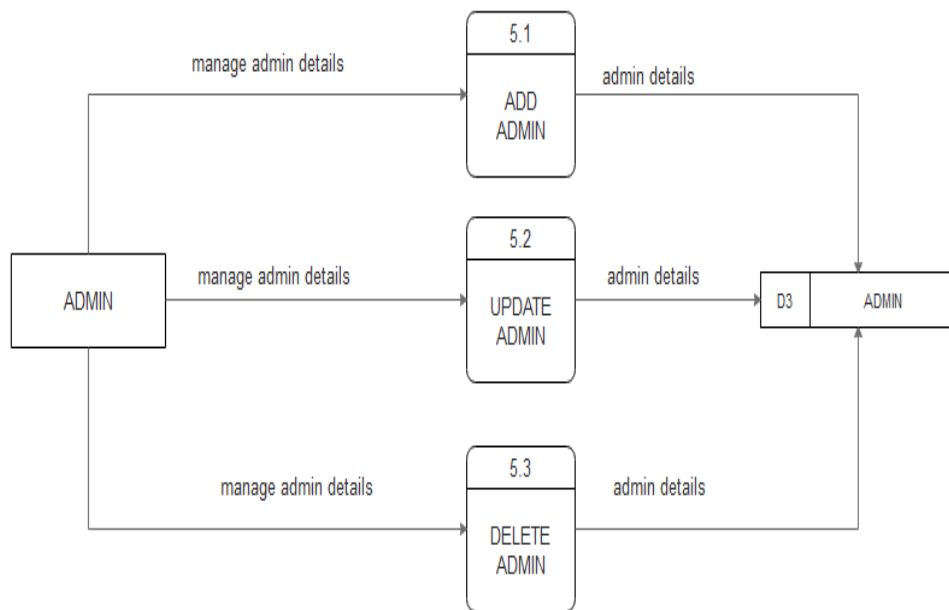 5.1
manage admin details
admin details
ADD
ADMIN
5.2
manage admin details
admin details
ADMIN
UPDATE
ADMIN
D3
ADMIN
5.3
manage admin details
admin details
DELETE
ADMIN